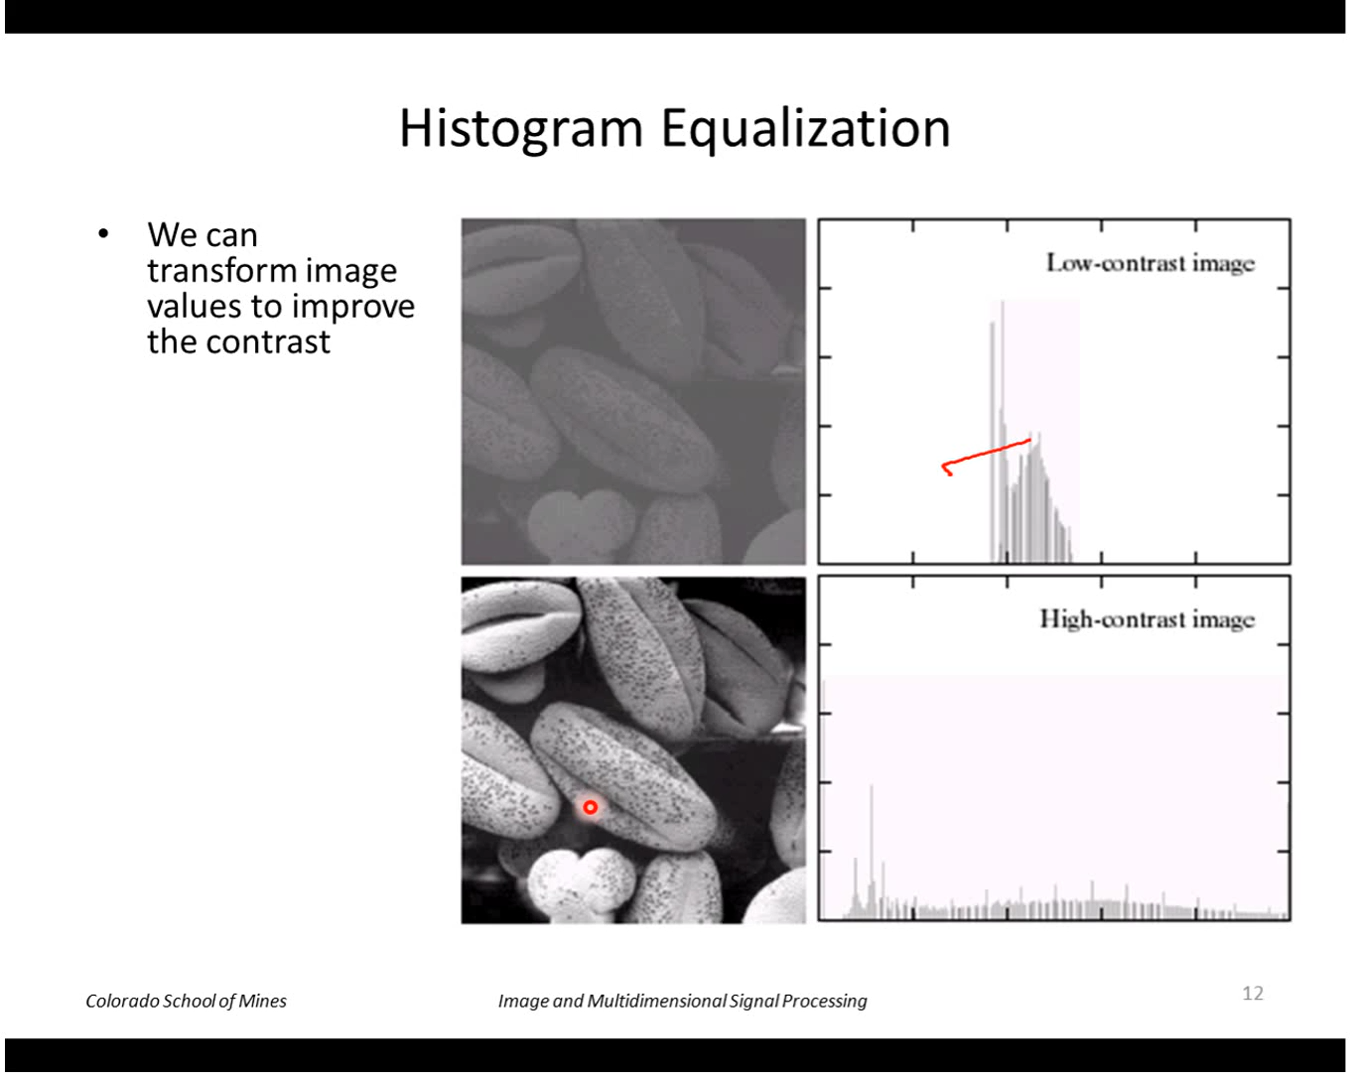 Histogram Equalization
• We can
transform image
values to improve
the contrast
Low-contrast image
High-contrast image
Colorado School of Mines
Image and Multidimensional Signal Processing
12